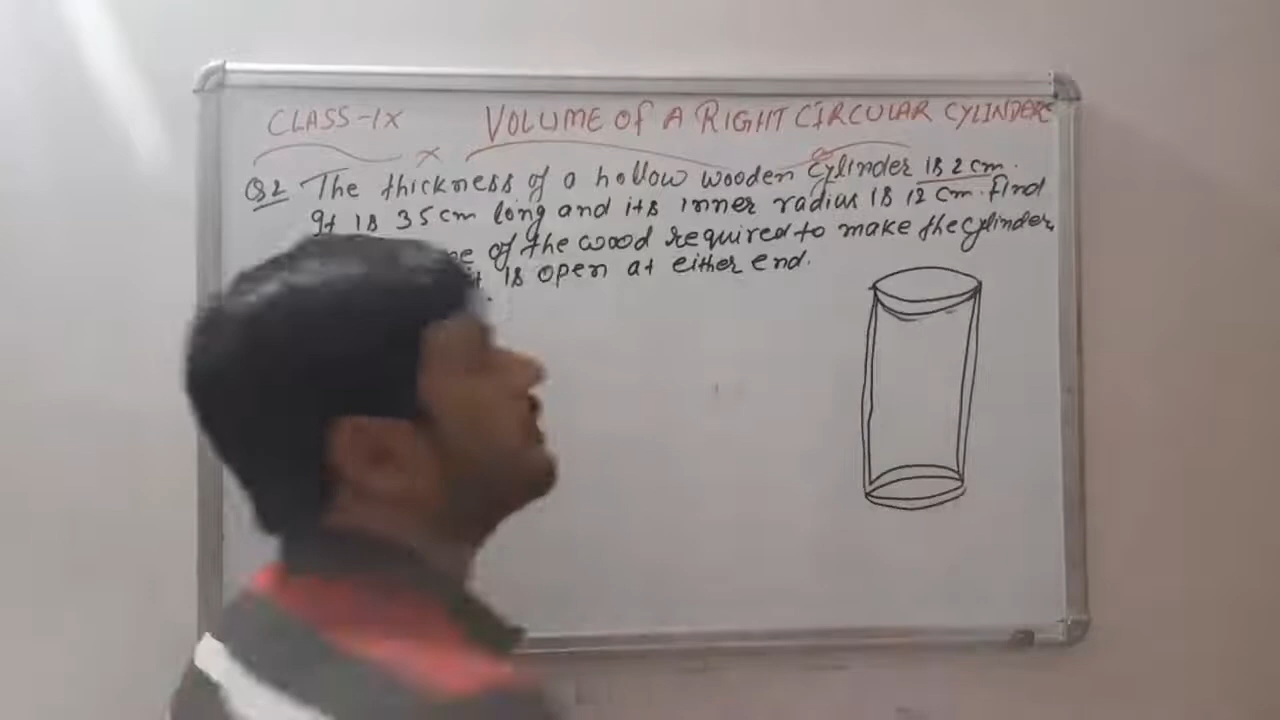 CLASS-IX VOLUME OF A RIGHT CIRCULAR CYLINDERS
Q2 The thickness of a hollow wooden cylinder is 2 cm.
It is 35 cm long and its inner radius is 12 cm. Find
of the wood required to make the cylinder,
is open at either end.